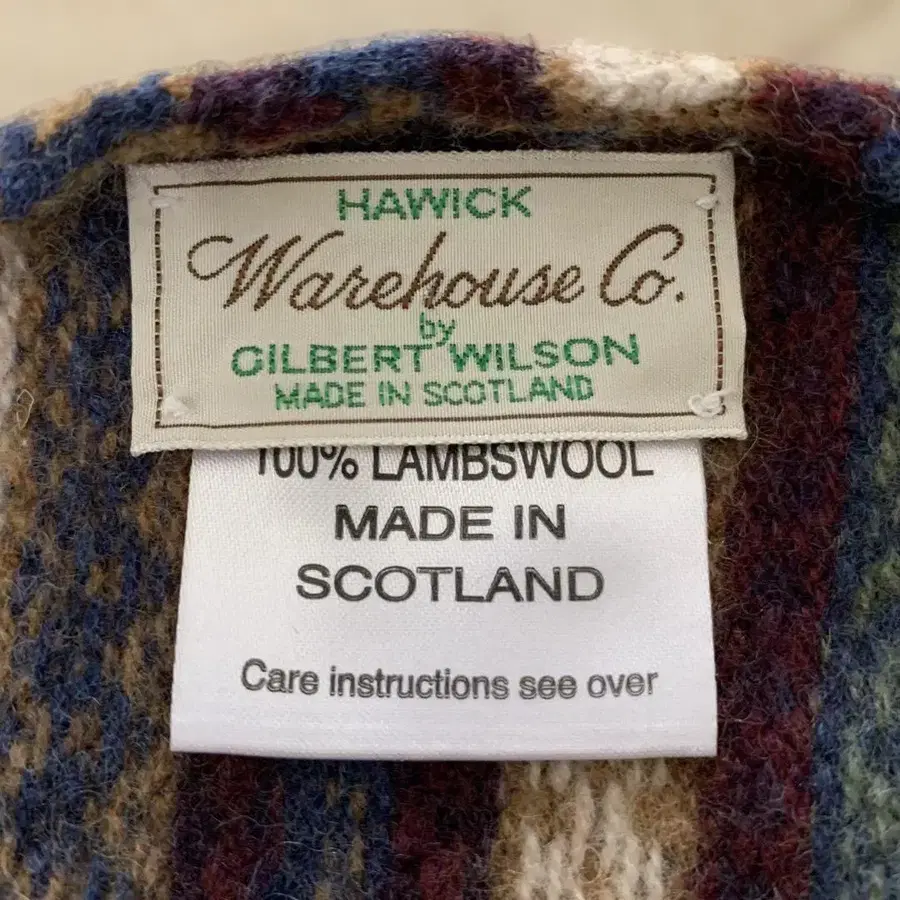 HAWICK
Warehouse Co.
by
GILBERT WILSON
MADE IN SCOTLAND
100% LAMBSWOOL
MADE IN
SCOTLAND
Care instructions see over